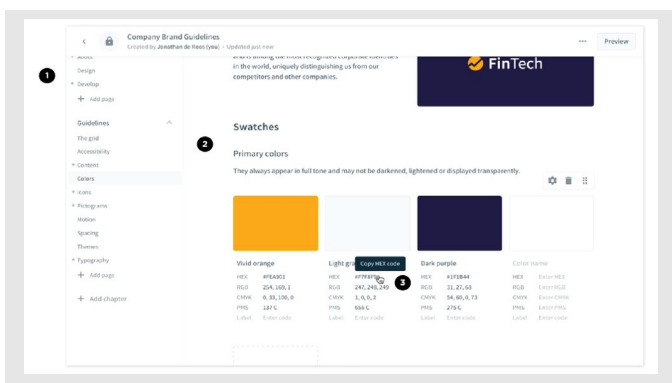 Company Brand Guidelines
Created by Jonathan de Roos (you) • Updated just now
Preview
About
Design
Develop
+ Add page
Guidelines
The grid
Accessibility
Content
Colors
Icons
Pictograms
Motion
Spacing
Themes
Typography
+ Add page
+ Add chapter
1
in the world, uniquely distinguishing us from our
competitors and other companies.
FinTech
2
Swatches
Primary colors
They always appear in full tone and may not be darkened, lightened or displayed transparently.
Vivid orange
HEX #FEA901
RGB 254, 169, 1
CMYK 0, 33, 100, 0
PMS 137 C
Label Enter code
Light gra
Copy HEX code
HEX
RGB 247, 249, 249
CMYK 1, 0, 0, 2
PMS 656 C
Label Enter code
3
Dark purple
HEX #1F1B44
RGB 31, 27, 68
CMYK 54, 60, 0, 73
PMS 275 C
Label Enter code
Color name
HEX Enter HEX
RGB Enter RGB
CMYK Enter CMYK
PMS Enter PMS
Label Enter code